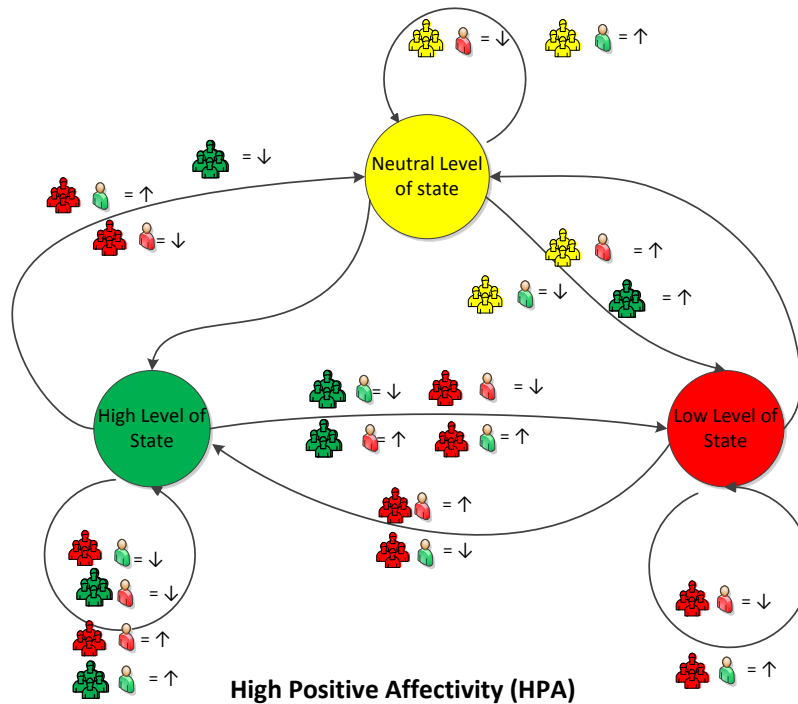 = ↓
= ↑
Neutral Level
of state
= ↓
= ↑
= ↓
= ↑
= ↓
= ↑
High Level of
State
= ↓
= ↓
= ↑
= ↑
Low Level of
State
= ↑
= ↓
= ↓
= ↓
= ↑
= ↑
= ↓
= ↑
High Positive Affectivity (HPA)